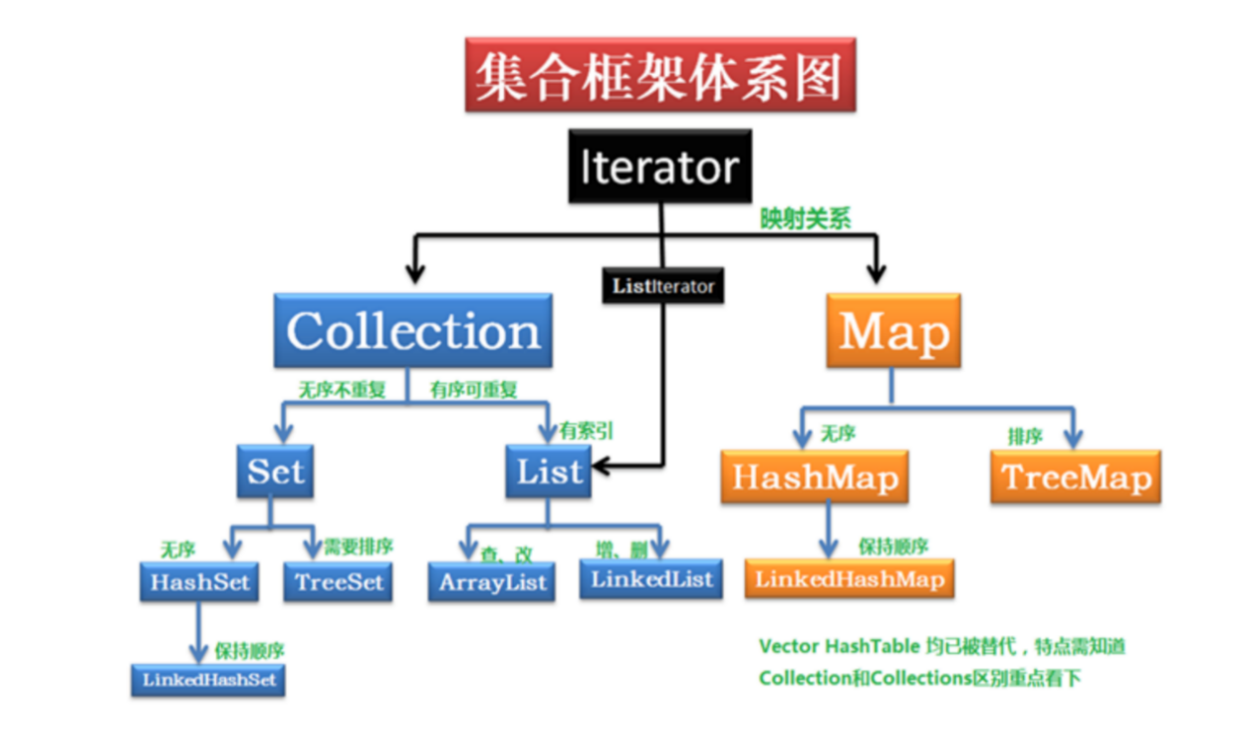 集合框架体系图
Iterator
映射关系
ListIterator
Collection
Map
无序不重复
有序可重复
有索引
无序
排序
Set
List
HashMap
TreeMap
无序
需要排序
查、改
增、删
保持顺序
HashSet
TreeSet
ArrayList
LinkedList
LinkedHashMap
保持顺序
LinkedHashSet
Vector HashTable 均已被替代，特点需知道
Collection和Collections区别重点看下